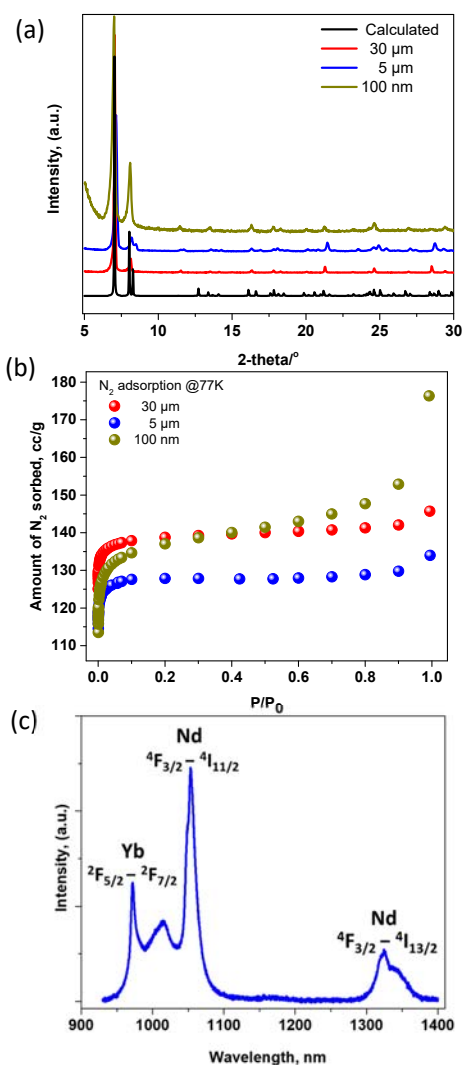 (a)
Calculated
30 µm
5 µm
100 nm
Intensity, (a.u.)
5 10 15 20 25 30
2-theta/°
(b)
N₂ adsorption @77K
30 µm
5 µm
100 nm
Amount of N₂ sorbed, cc/g
180
170
160
150
140
130
120
110
0.0 0.2 0.4 0.6 0.8 1.0
P/P₀
(c)
Nd
⁴F₃/₂ – ⁴I₁₁/₂
Yb
²F₅/₂ – ²F₇/₂
Nd
⁴F₃/₂ – ⁴I₁₃/₂
Intensity, (a.u.)
900 1000 1100 1200 1300 1400
Wavelength, nm